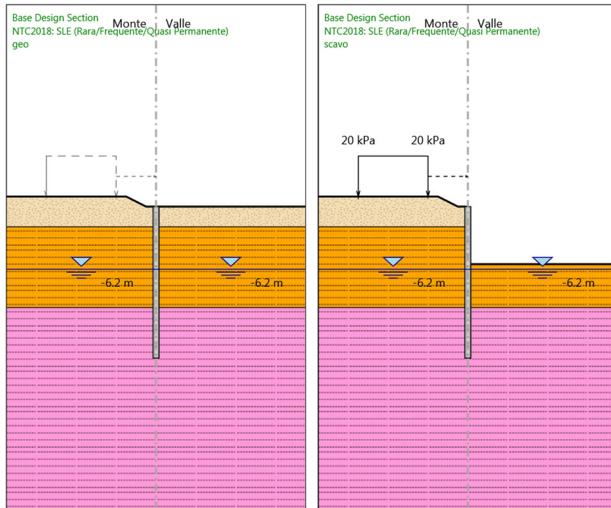 Base Design Section
Monte Valle
NTC2018: SLE (Rara/Frequente/Quasi Permanente)
geo
-6.2 m
-6.2 m
Base Design Section
Monte Valle
NTC2018: SLE (Rara/Frequente/Quasi Permanente)
scavo
20 kPa
20 kPa
-6.2 m
-6.2 m